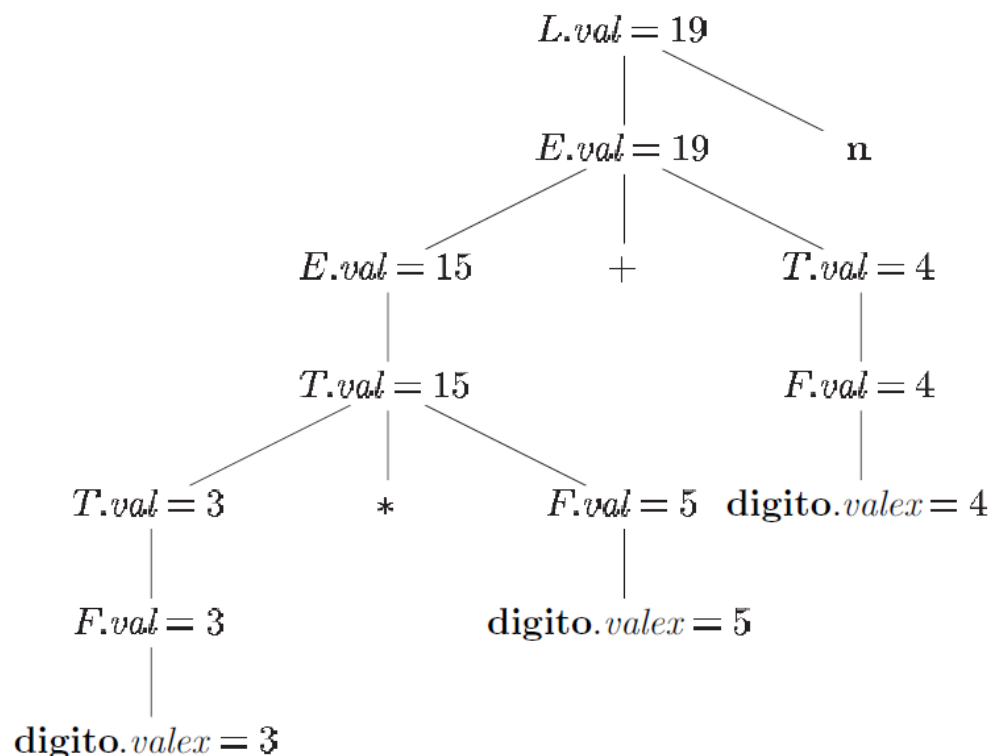 L.val = 19
E.val = 19 n
E.val = 15 + T.val = 4
T.val = 15 F.val = 4
T.val = 3 * F.val = 5 digito.valex = 4
F.val = 3 digito.valex = 5
digito.valex = 3